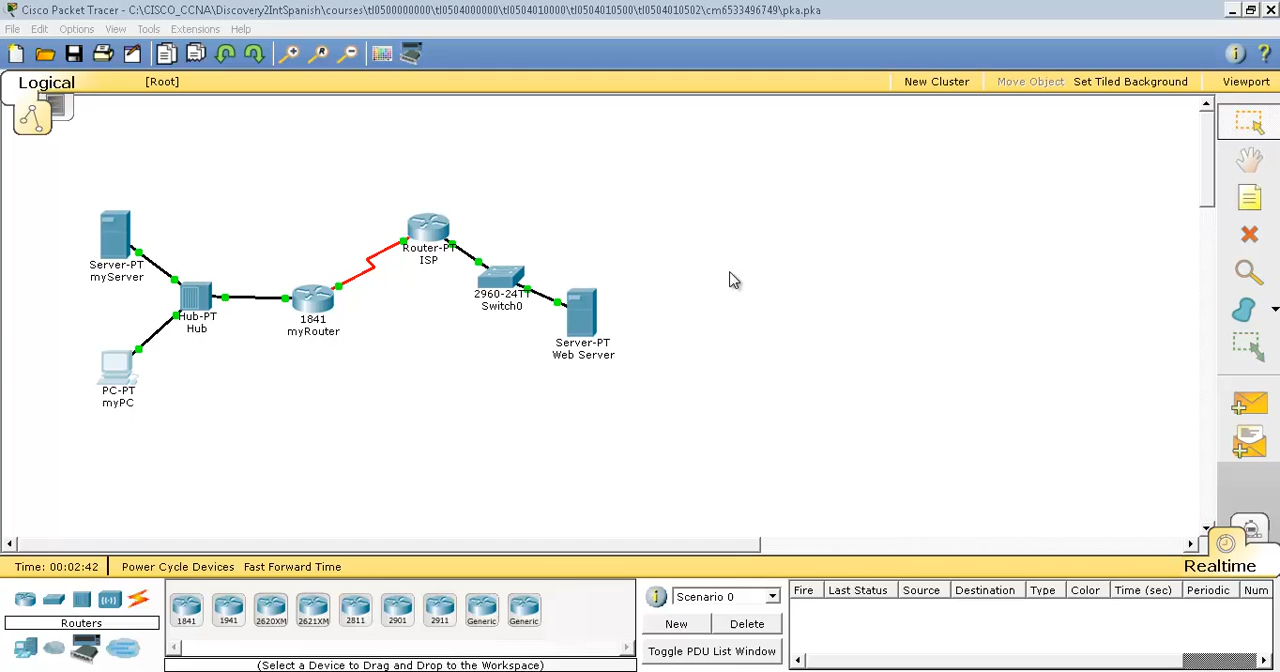 Cisco Packet Tracer - C:\CISCO_CCNA\Discovery2IntSpanish\courses\tl0500000000\tl0504000000\tl0504010000\tl0504010500\tl0504010502\cm6533496749\pka.pka
File Edit Options View Tools Extensions Help
Logical [Root] New Cluster Move Object Set Tiled Background Viewport
Router-PT
ISP
Server-PT
myServer
2960-24TT
Switch0
Hub-PT
Hub
1841
myRouter
Server-PT
Web Server
PC-PT
myPC
Time: 00:02:42 Power Cycle Devices Fast Forward Time Realtime
Scenario 0
Fire Last Status Source Destination Type Color Time (sec) Periodic Num
1841 1941 2620XM 2621XM 2811 2901 2911 Generic Generic
Routers
New Delete
Toggle PDU List Window
(Select a Device to Drag and Drop to the Workspace)